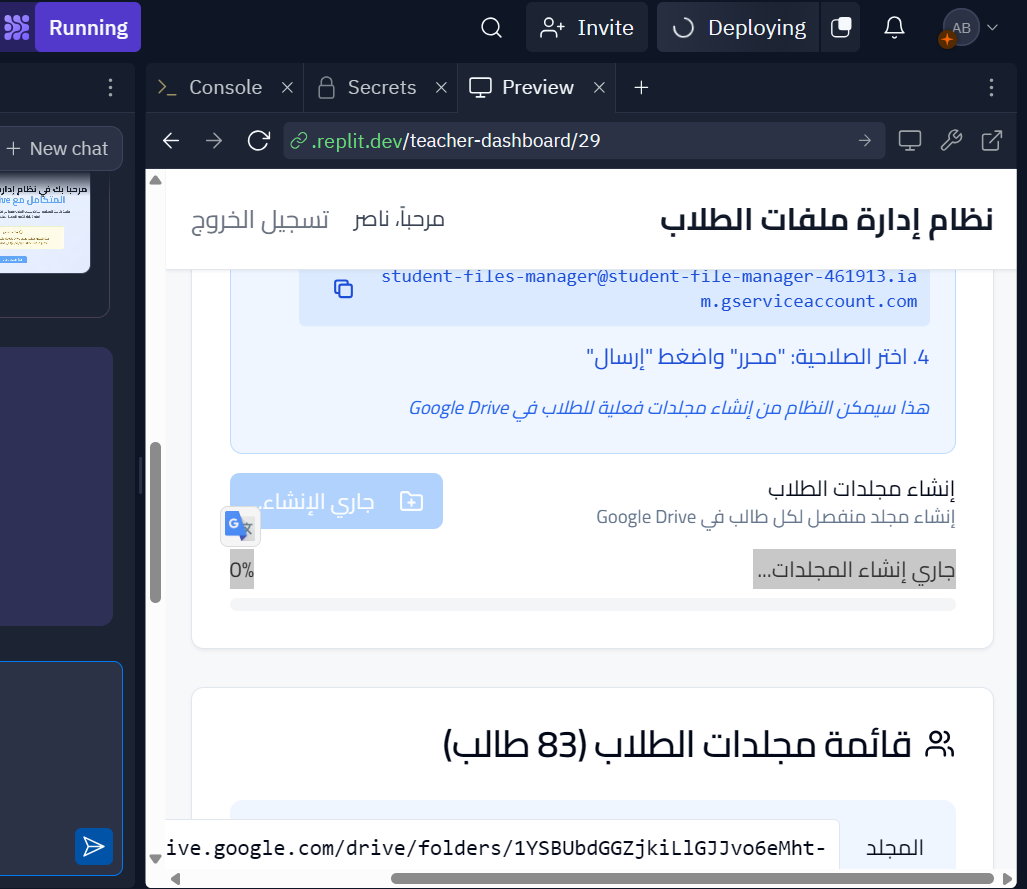 Running
Invite
Deploying
AB
Console
Secrets
Preview
New chat
.replit.dev/teacher-dashboard/29
نظام إدارة ملفات الطلاب
مرحباً، ناصر
تسجيل الخروج
student-files-manager@student-file-manager-461913.ia
m.gserviceaccount.com
4. اختر الصلاحية: "محرر" واضغط "إرسال"
هذا سيمكن النظام من إنشاء مجلدات فعلية للطلاب في Google Drive
إنشاء مجلدات الطلاب
إنشاء مجلد منفصل لكل طالب في Google Drive
جاري الإنشاء.
جاري إنشاء المجلدات...
0%
قائمة مجلدات الطلاب (83 طالب)
المجلد
ive.google.com/drive/folders/1YSBUbdGGZjkiLlGJJvo6eMht-